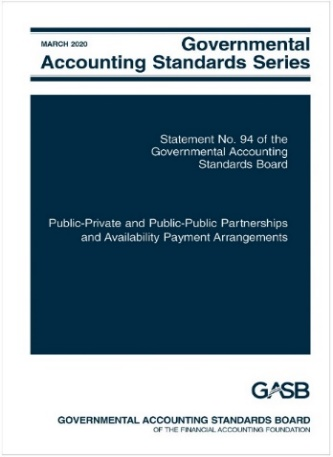 MARCH 2020
Governmental
Accounting Standards Series
Statement No. 94 of the
Governmental Accounting
Standards Board
Public-Private and Public-Public Partnerships
and Availability Payment Arrangements
GASB
GOVERNMENTAL ACCOUNTING STANDARDS BOARD
OF THE FINANCIAL ACCOUNTING FOUNDATION